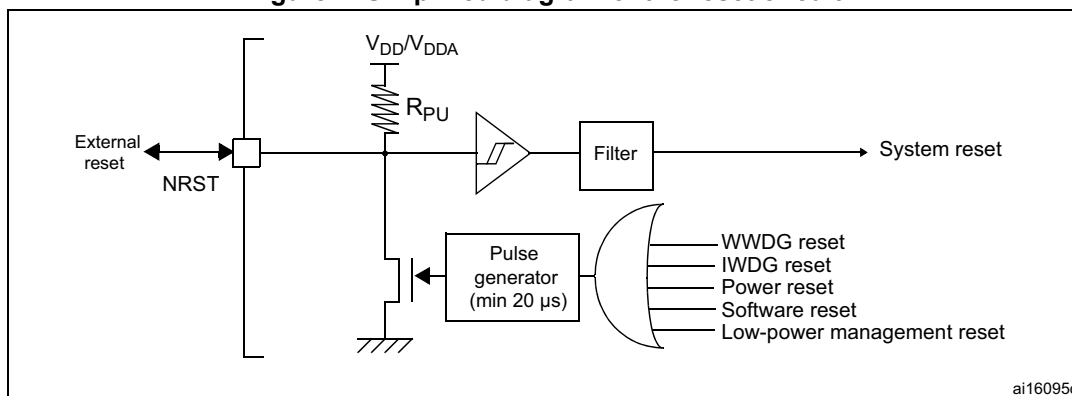 V_DD/V_DDA
R_PU
External
reset
NRST
Filter
System reset
Pulse
generator
(min 20 µs)
WWDG reset
IWDG reset
Power reset
Software reset
Low-power management reset